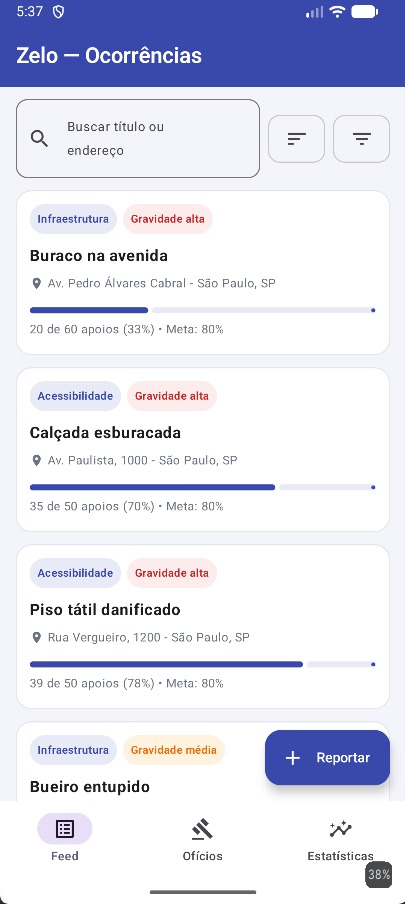 5:37
Zelo — Ocorrências
Buscar título ou
endereço
Infraestrutura Gravidade alta
Buraco na avenida
Av. Pedro Álvares Cabral - São Paulo, SP
20 de 60 apoios (33%) • Meta: 80%
Acessibilidade Gravidade alta
Calçada esburacada
Av. Paulista, 1000 - São Paulo, SP
35 de 50 apoios (70%) • Meta: 80%
Acessibilidade Gravidade alta
Piso tátil danificado
Rua Vergueiro, 1200 - São Paulo, SP
39 de 50 apoios (78%) • Meta: 80%
Infraestrutura Gravidade média
Bueiro entupido
Reportar
Feed Ofícios Estatísticas
38%